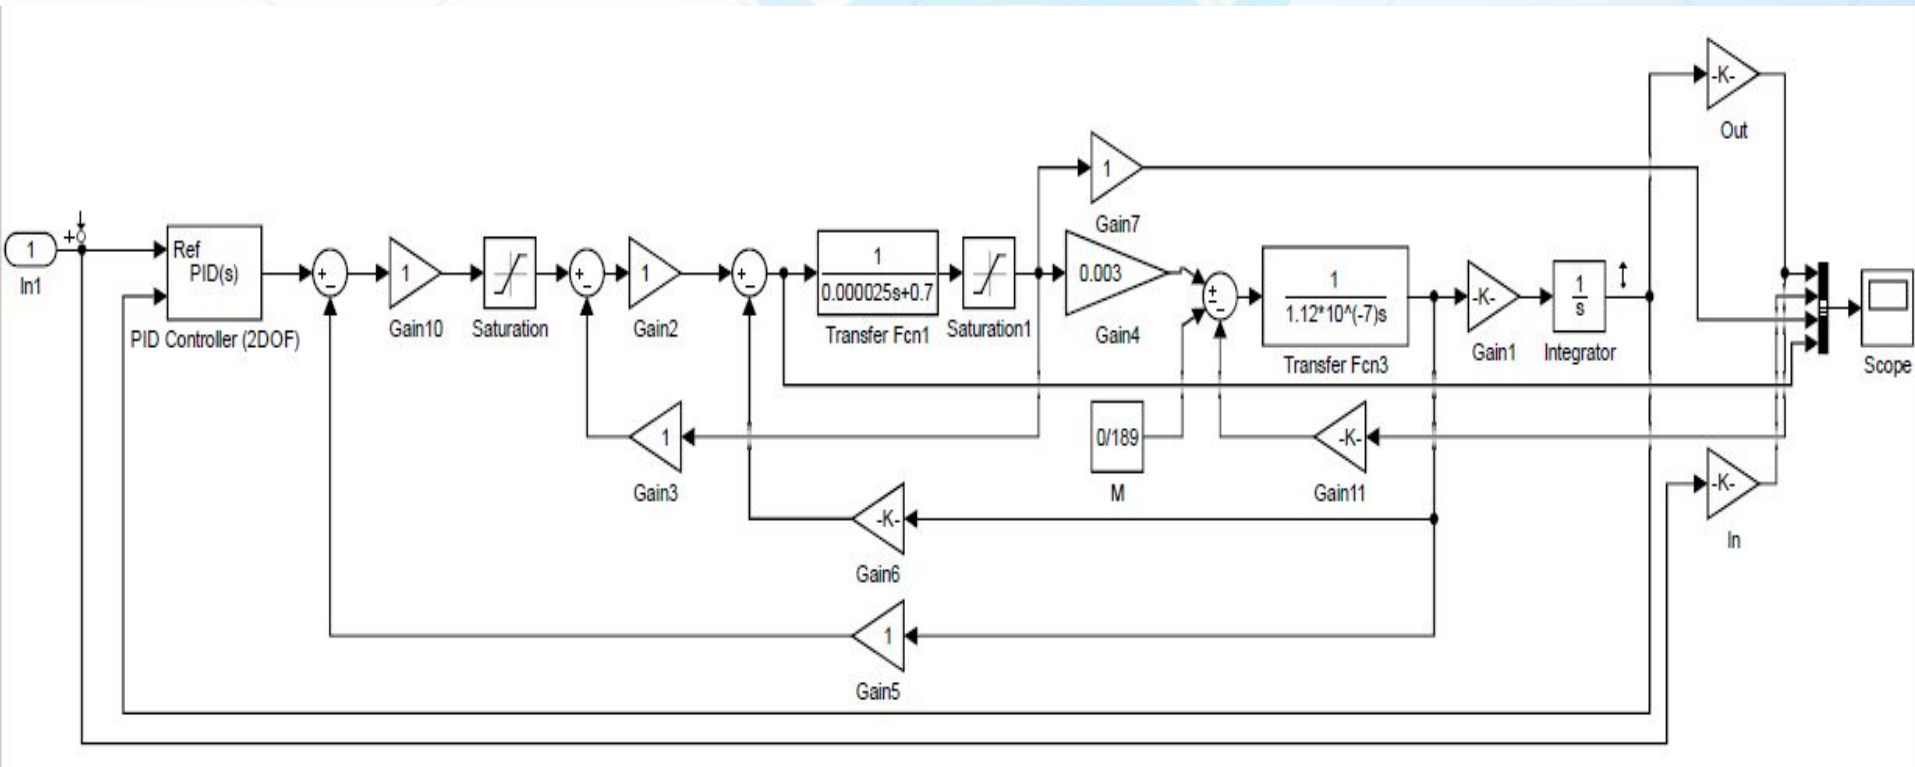 -K-
Out
1
Gain7
1
In1
+
Ref
PID(s)
PID Controller (2DOF)
+
−
1
Gain10
Saturation
+
−
1
Gain2
+
−
1
0.000025s+0.7
Transfer Fcn1
Saturation1
0.003
Gain4
+
−
−
1
1.12*10^(-7)s
Transfer Fcn3
-K-
Gain1
1
s
Integrator
Scope
1
Gain3
0/189
M
-K-
Gain11
-K-
In
-K-
Gain6
1
Gain5